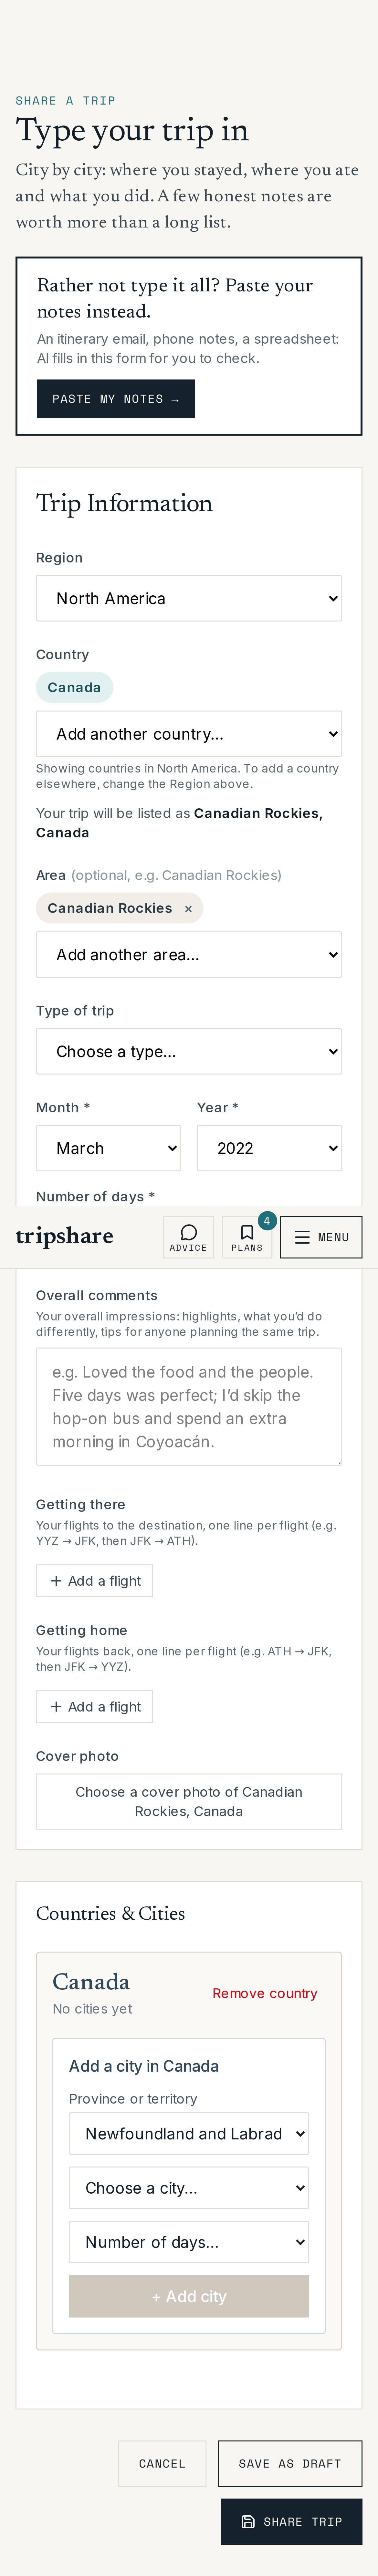 SHARE A TRIP
Type your trip in
City by city: where you stayed, where you ate
and what you did. A few honest notes are
worth more than a long list.
Rather not type it all? Paste your
notes instead.
An itinerary email, phone notes, a spreadsheet:
AI fills in this form for you to check.
PASTE MY NOTES →
Trip Information
Region
North America
Country
Canada
Add another country...
Showing countries in North America. To add a country
elsewhere, change the Region above.
Your trip will be listed as Canadian Rockies,
Canada
Area (optional, e.g. Canadian Rockies)
Canadian Rockies ×
Add another area...
Type of trip
Choose a type...
Month * Year *
March 2022
Number of days *
tripshare ADVICE PLANS 4 MENU
Overall comments
Your overall impressions: highlights, what you'd do
differently, tips for anyone planning the same trip.
e.g. Loved the food and the people.
Five days was perfect; I'd skip the
hop-on bus and spend an extra
morning in Coyoacán.
Getting there
Your flights to the destination, one line per flight (e.g.
YYZ → JFK, then JFK → ATH).
+ Add a flight
Getting home
Your flights back, one line per flight (e.g. ATH → JFK,
then JFK → YYZ).
+ Add a flight
Cover photo
Choose a cover photo of Canadian
Rockies, Canada
Countries & Cities
Canada
No cities yet
Remove country
Add a city in Canada
Province or territory
Newfoundland and Labrad
Choose a city...
Number of days...
+ Add city
CANCEL SAVE AS DRAFT
SHARE TRIP